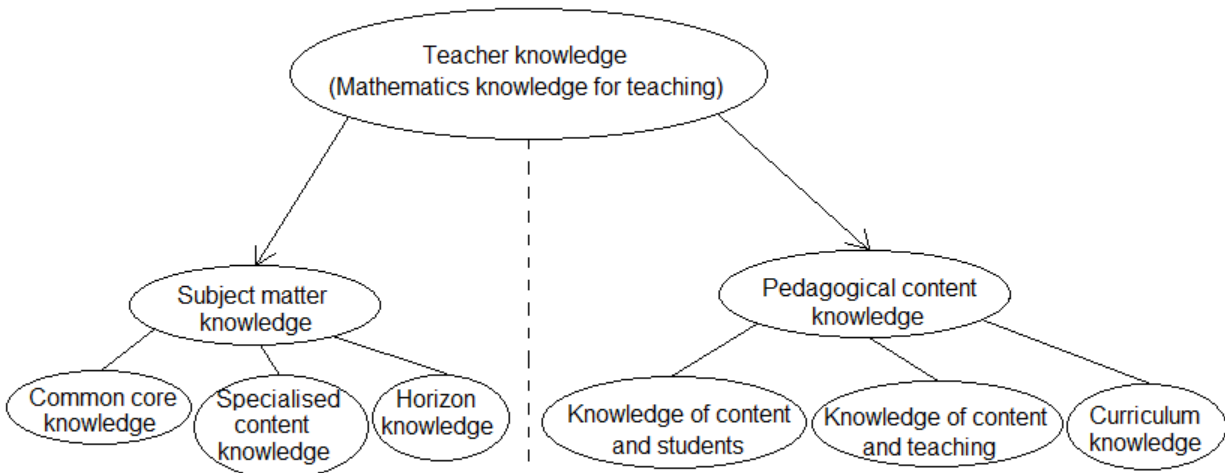 Teacher knowledge
(Mathematics knowledge for teaching)
Subject matter
knowledge
Pedagogical content
knowledge
Common core
knowledge
Specialised
content
knowledge
Horizon
knowledge
Knowledge of content
and students
Knowledge of content
and teaching
Curriculum
knowledge